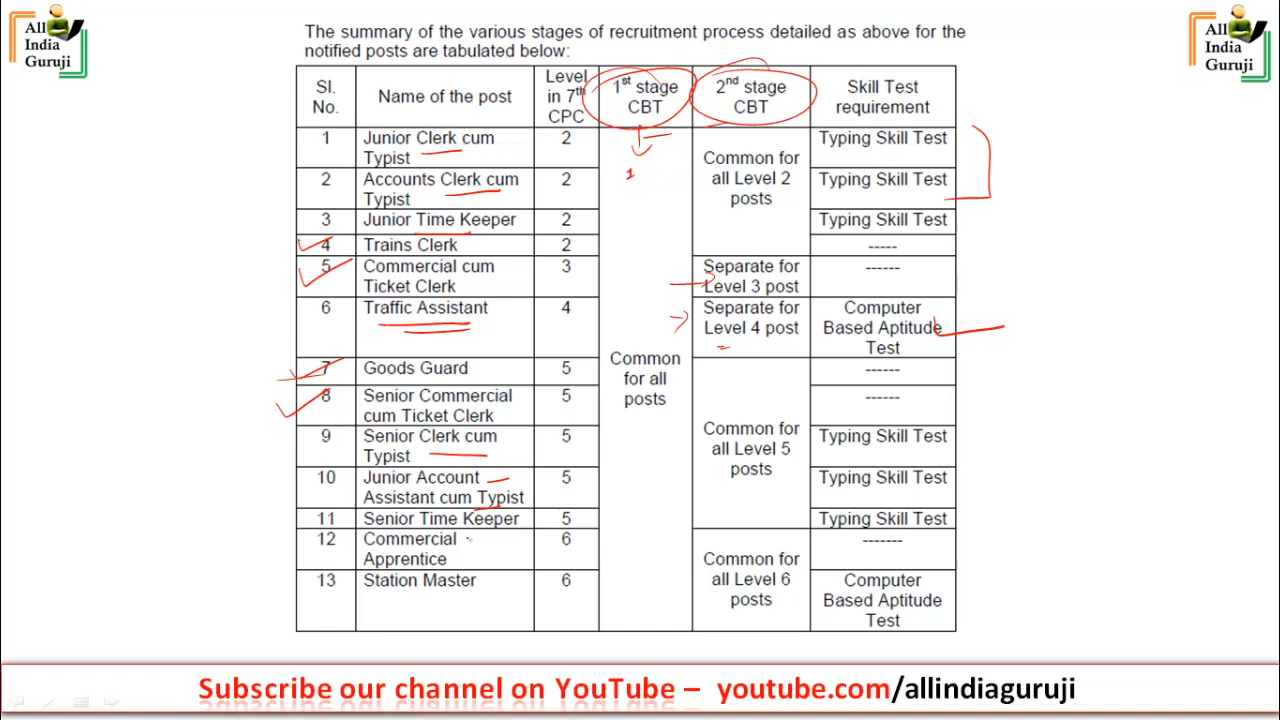 All
India
Guruji
All
India
Guruji
The summary of the various stages of recruitment process detailed as above for the
notified posts are tabulated below:
Sl. No. Name of the post Level in 7th CPC 1st stage CBT 2nd stage CBT Skill Test requirement
1 Junior Clerk cum Typist 2 Typing Skill Test
Common for all Level 2 posts
2 Accounts Clerk cum Typist 2 Typing Skill Test
3 Junior Time Keeper 2 Typing Skill Test
4 Trains Clerk 2 -----
5 Commercial cum Ticket Clerk 3 Separate for Level 3 post ------
6 Traffic Assistant 4 Separate for Level 4 post Computer Based Aptitude Test
Common for all posts
7 Goods Guard 5 ------
8 Senior Commercial cum Ticket Clerk 5 ------
Common for all Level 5 posts
9 Senior Clerk cum Typist 5 Typing Skill Test
10 Junior Account Assistant cum Typist 5 Typing Skill Test
11 Senior Time Keeper 5 Typing Skill Test
12 Commercial Apprentice 6 -------
Common for all Level 6 posts
13 Station Master 6 Computer Based Aptitude Test
1
Subscribe our channel on YouTube – youtube.com/allindiaguruji